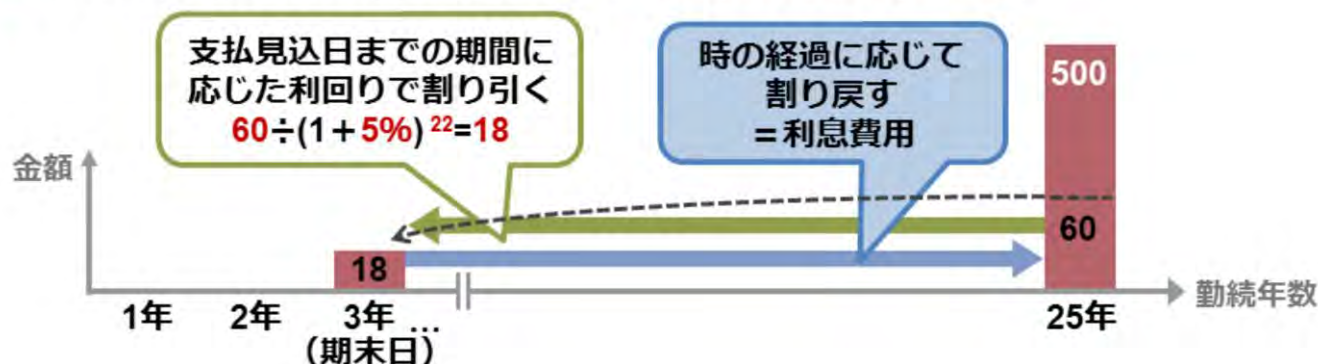 支払見込日までの期間に
応じた利回りで割り引く
60÷(1+5%)²²=18
時の経過に応じて
割り戻す
=利息費用
500
金額
60
18
勤続年数
1年 2年 3年 … 25年
(期末日)